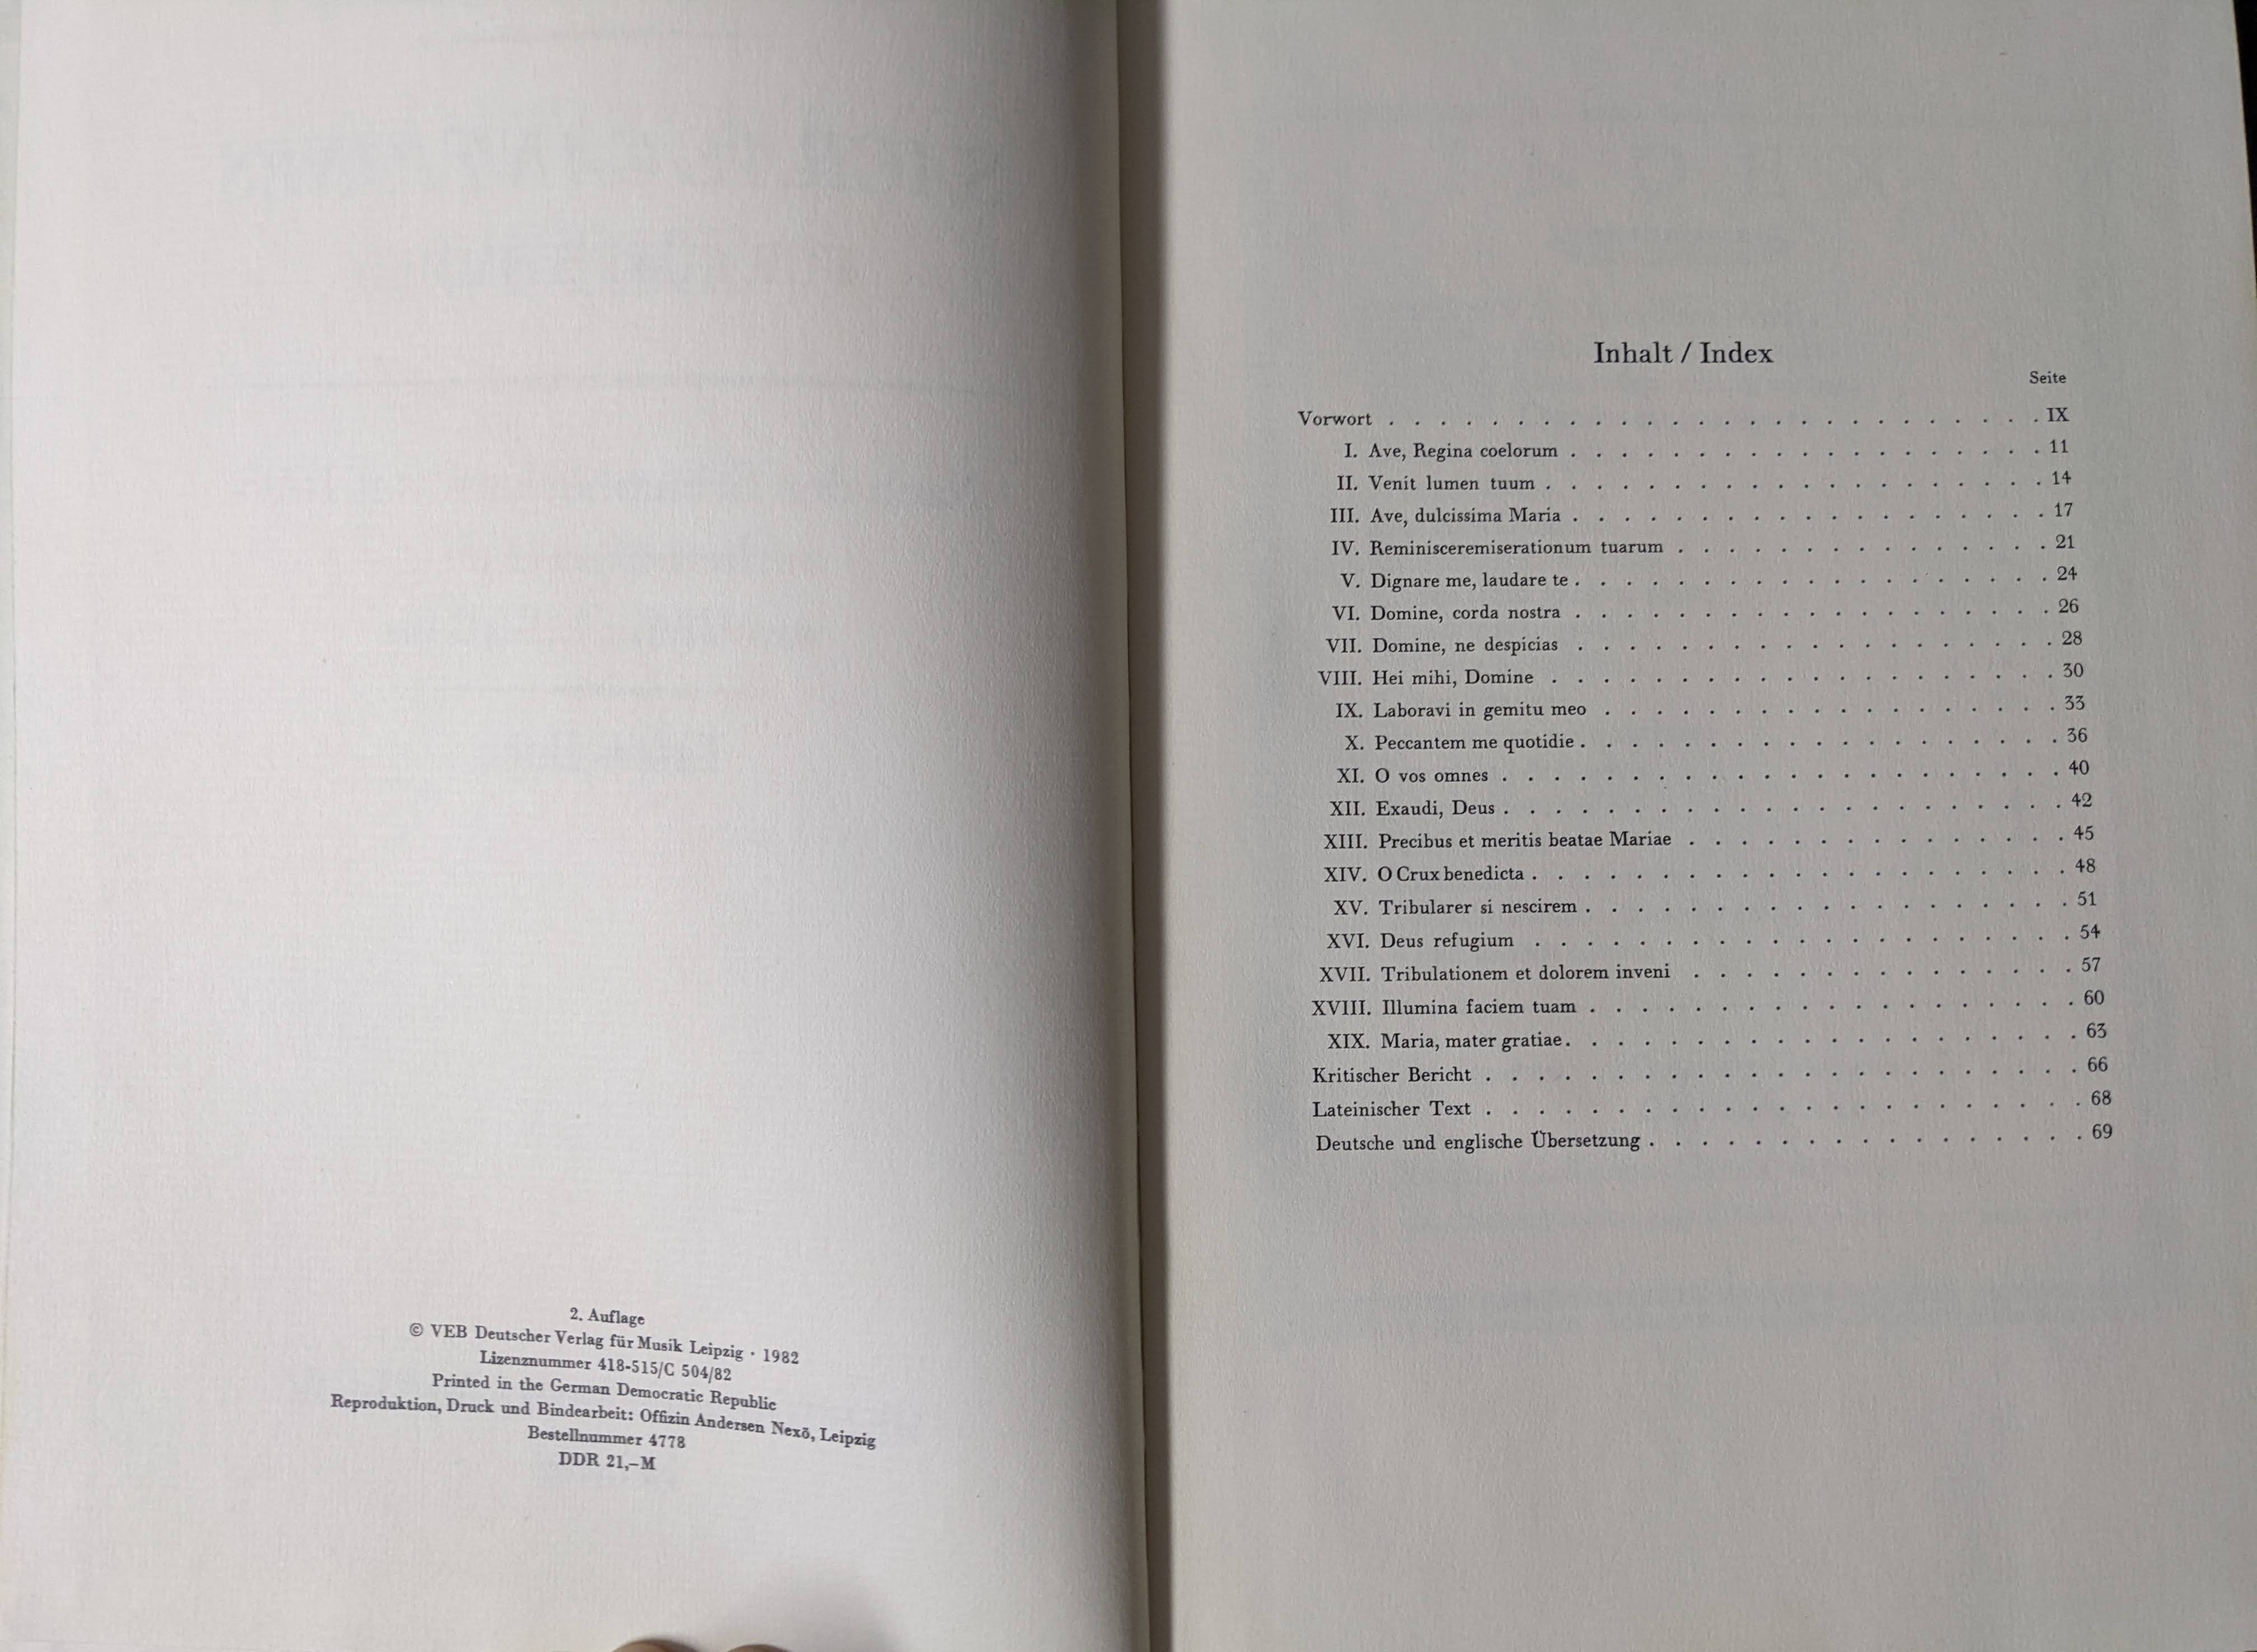 2. Auflage
© VEB Deutscher Verlag für Musik Leipzig · 1982
Lizenznummer 418-515/C 504/82
Printed in the German Democratic Republic
Reproduktion, Druck und Bindearbeit: Offizin Andersen Nexö, Leipzig
Bestellnummer 4778
DDR 21,–M
Inhalt / Index
Seite
Vorwort . . . . . . . . . . . . . . . . . . . . . . . . . . IX
I. Ave, Regina coelorum . . . . . . . . . . . . . . . . . . . 11
II. Venit lumen tuum . . . . . . . . . . . . . . . . . . . . 14
III. Ave, dulcissima Maria . . . . . . . . . . . . . . . . . . . 17
IV. Reminisceremiserationum tuarum . . . . . . . . . . . . . . . 21
V. Dignare me, laudare te . . . . . . . . . . . . . . . . . . . 24
VI. Domine, corda nostra . . . . . . . . . . . . . . . . . . . 26
VII. Domine, ne despicias . . . . . . . . . . . . . . . . . . . 28
VIII. Hei mihi, Domine . . . . . . . . . . . . . . . . . . . . 30
IX. Laboravi in gemitu meo . . . . . . . . . . . . . . . . . . 33
X. Peccantem me quotidie . . . . . . . . . . . . . . . . . . . 36
XI. O vos omnes . . . . . . . . . . . . . . . . . . . . . . 40
XII. Exaudi, Deus . . . . . . . . . . . . . . . . . . . . . . 42
XIII. Precibus et meritis beatae Mariae . . . . . . . . . . . . . . . 45
XIV. O Crux benedicta . . . . . . . . . . . . . . . . . . . . . 48
XV. Tribularer si nescirem . . . . . . . . . . . . . . . . . . . 51
XVI. Deus refugium . . . . . . . . . . . . . . . . . . . . . 54
XVII. Tribulationem et dolorem inveni . . . . . . . . . . . . . . . 57
XVIII. Illumina faciem tuam . . . . . . . . . . . . . . . . . . . 60
XIX. Maria, mater gratiae . . . . . . . . . . . . . . . . . . . . 63
Kritischer Bericht . . . . . . . . . . . . . . . . . . . . . . . 66
Lateinischer Text . . . . . . . . . . . . . . . . . . . . . . . 68
Deutsche und englische Übersetzung . . . . . . . . . . . . . . . . . 69